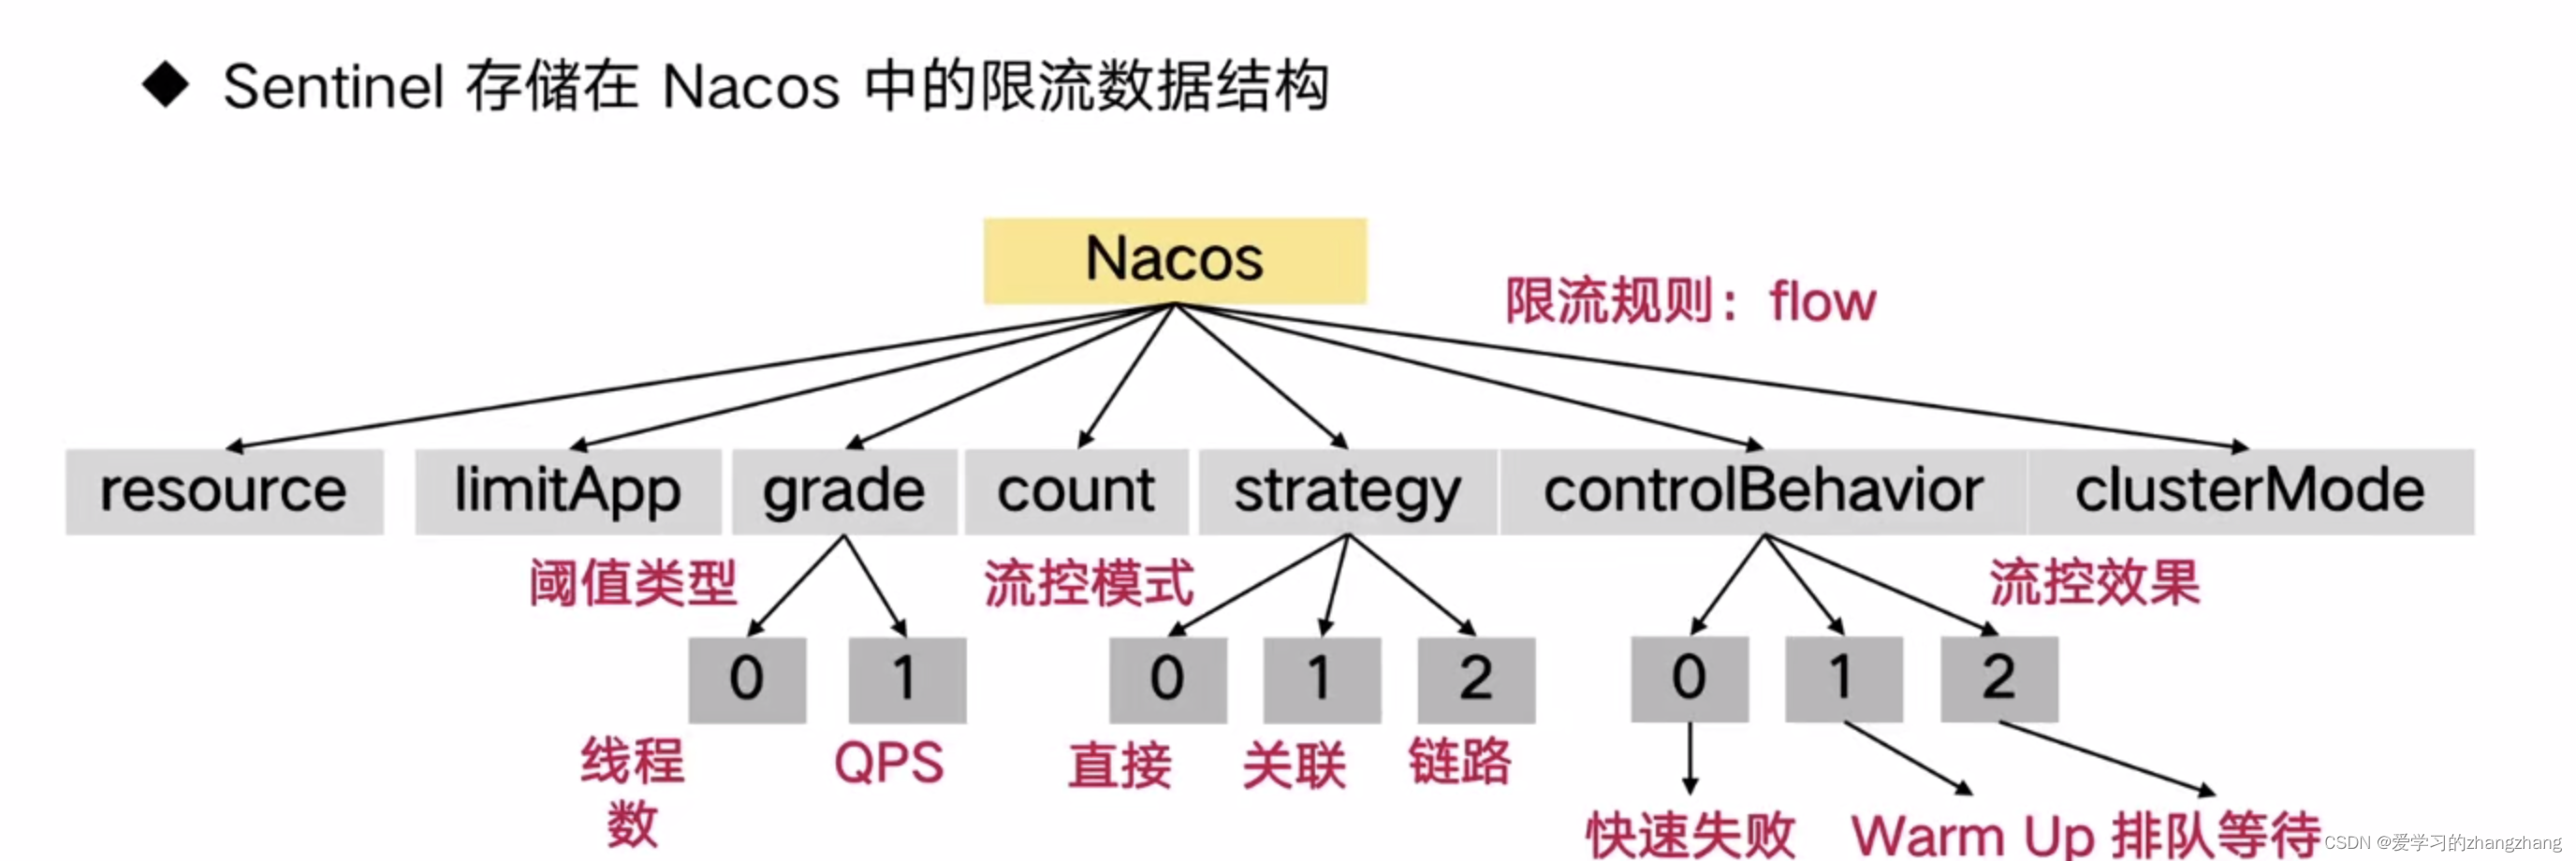 ◆ Sentinel 存储在 Nacos 中的限流数据结构
Nacos
限流规则：flow
resource
limitApp
grade
count
strategy
controlBehavior
clusterMode
阈值类型
流控模式
流控效果
0
1
0
1
2
0
1
2
线程
数
QPS
直接
关联
链路
快速失败
Warm Up
排队等待
CSDN @爱学习的zhangzhang